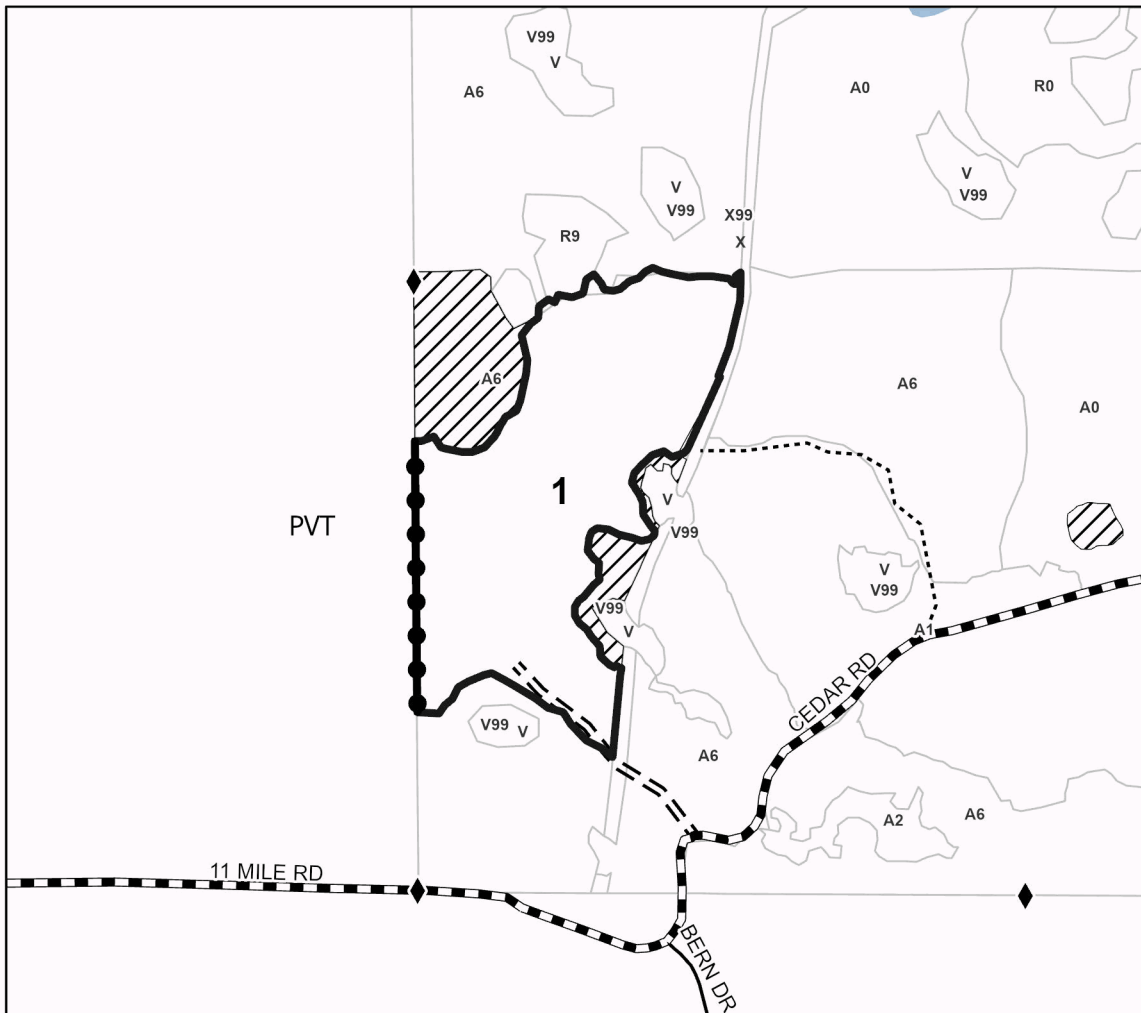 V99
V
A6
A0
R0
V
V99
V
V99
X99
X
R9
A6
A6
A0
1
V
V99
PVT
V
V99
V99
V
A1
CEDAR RD
V99 V
A6
A2
A6
11 MILE RD
BERN DR